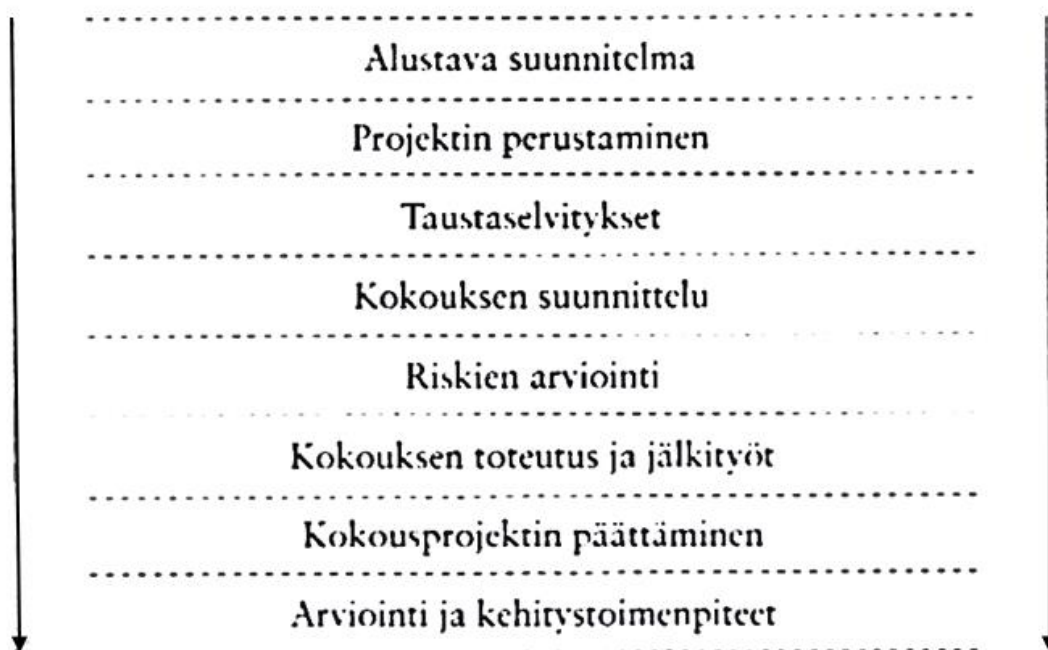 Alustava suunnitelma
Projektin perustaminen
Taustaselvitykset
Kokouksen suunnittelu
Riskien arviointi
Kokouksen toteutus ja jälkityöt
Kokousprojektin päättäminen
Arviointi ja kehitystoimenpiteet